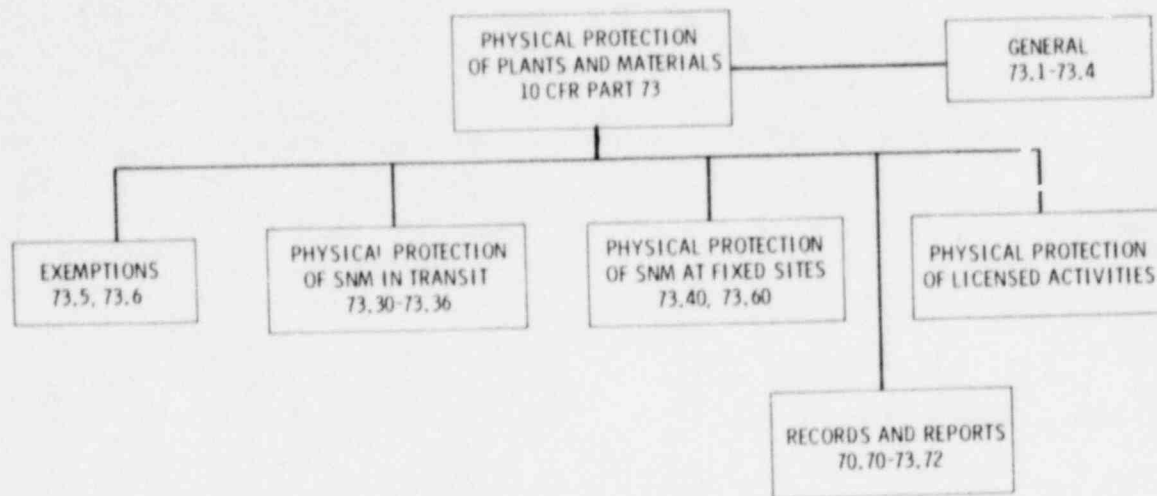 PHYSICAL PROTECTION
OF PLANTS AND MATERIALS
10 CFR PART 73
GENERAL
73.1-73.4
EXEMPTIONS
73.5, 73.6
PHYSICAL PROTECTION
OF SNM IN TRANSIT
73.30-73.36
PHYSICAL PROTECTION
OF SNM AT FIXED SITES
73.40, 73.60
PHYSICAL PROTECTION
OF LICENSED ACTIVITIES
RECORDS AND REPORTS
70.70-73.72